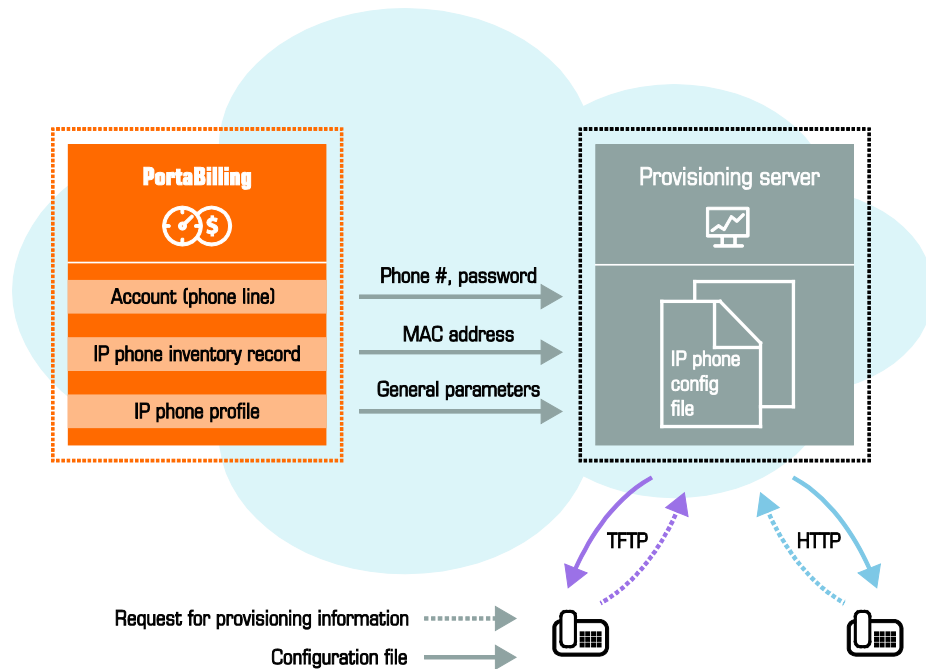 PortaBilling
$
Account (phone line)
IP phone inventory record
IP phone profile
Phone #, password
MAC address
General parameters
Provisioning server
IP phone
config
file
TFTP
HTTP
Request for provisioning information
Configuration file